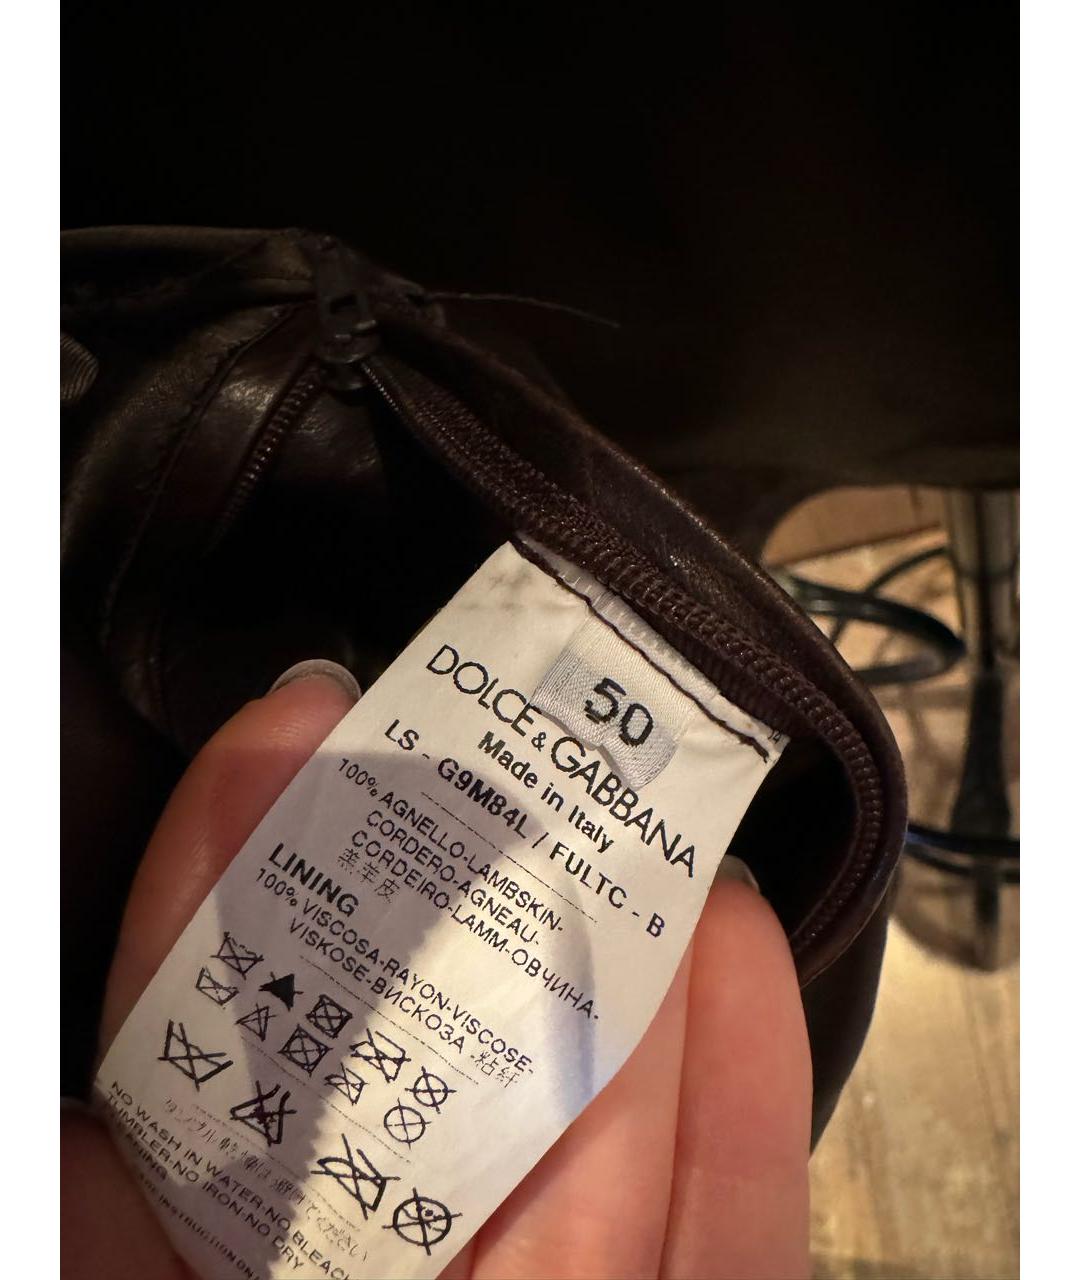 50
DOLCE & GABBANA
Made in Italy
LS - G9M84L / FULTC - B
100% AGNELLO-LAMBSKIN-
CORDERO-AGNEAU-
CORDEIRO-LAMM-ОВЧИНА-
羊皮
LINING
100% VISCOSA-RAYON-VISCOSE-
VISKOSE-ВИСКОЗА-粘纤
NO WASH IN WATER-NO BLEACH
TUMBLER-NO IRON-NO DRY